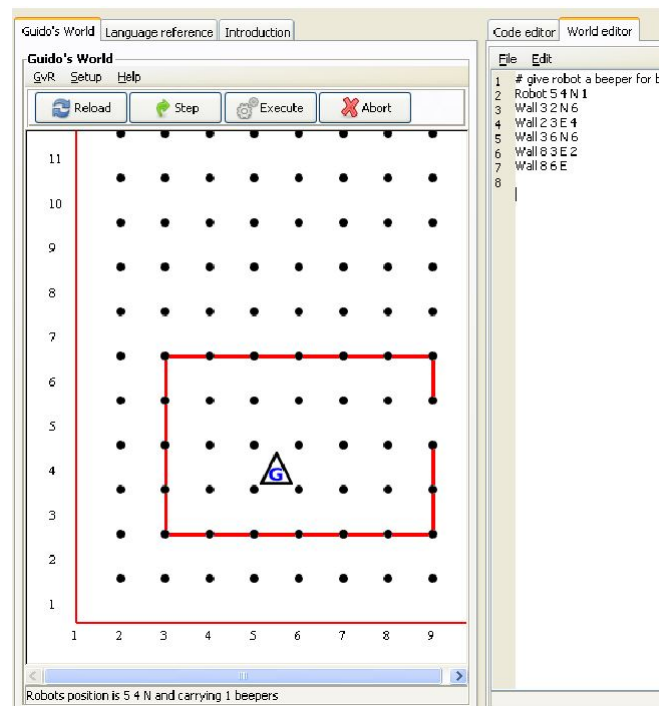 Guido's World Language reference Introduction
Guido's World
GvR Setup Help
Reload Step Execute Abort
11
10
9
8
7
6
5
4
G
3
2
1
1 2 3 4 5 6 7 8 9
Robots position is 5 4 N and carrying 1 beepers
Code editor World editor
File Edit
1 # give robot a beeper for
2 Robot 5 4 N 1
3 Wall 3 2 N 6
4 Wall 2 3 E 4
5 Wall 3 6 N 6
6 Wall 8 3 E 2
7 Wall 8 6 E
8